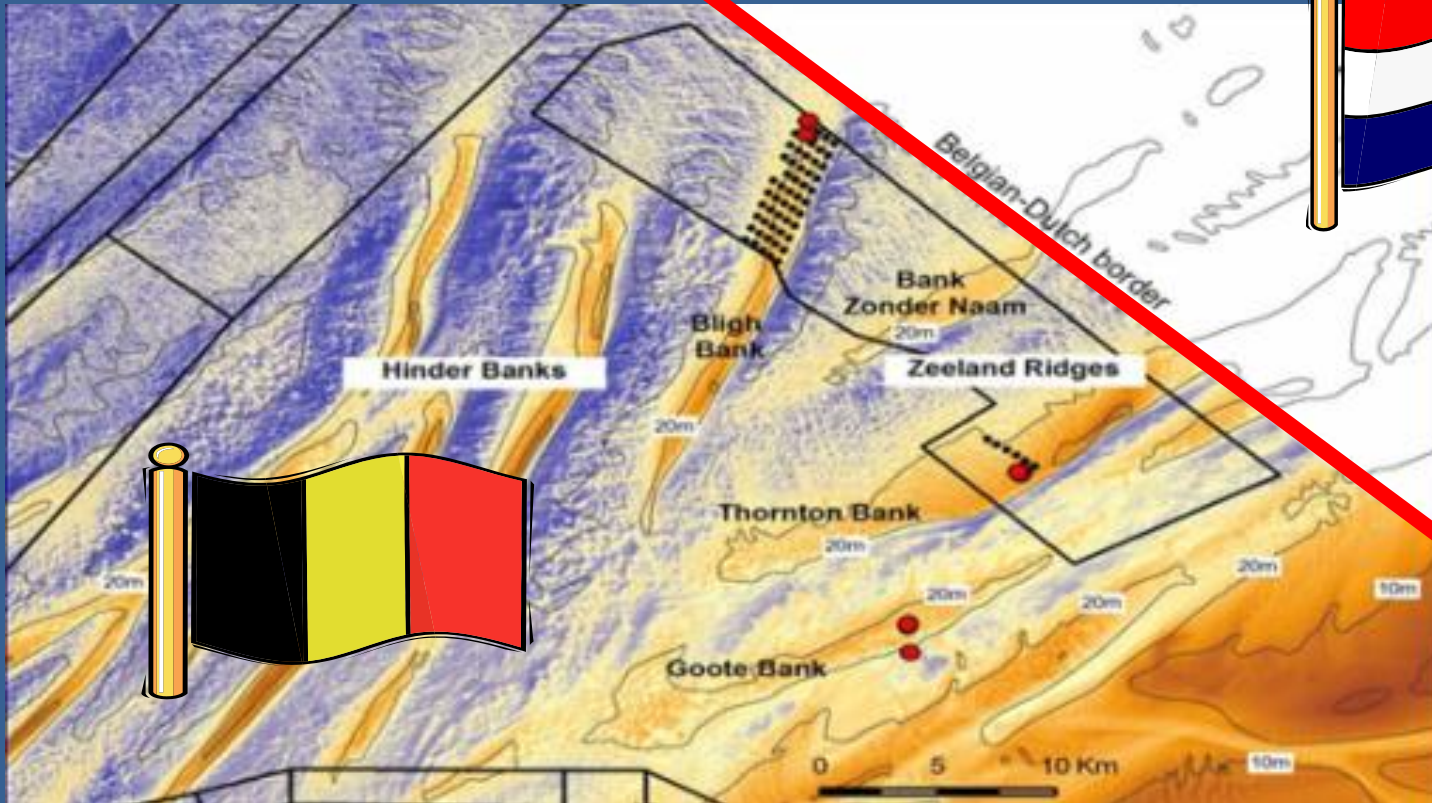 Belgian-Dutch border
Bank
Zonder Naam
20m
Bligh
Bank
Hinder Banks
Zeeland Ridges
20m
Thornton Bank
20m
20m
20m
10m
20m
20m
Goote Bank
0 5 10 Km
10m